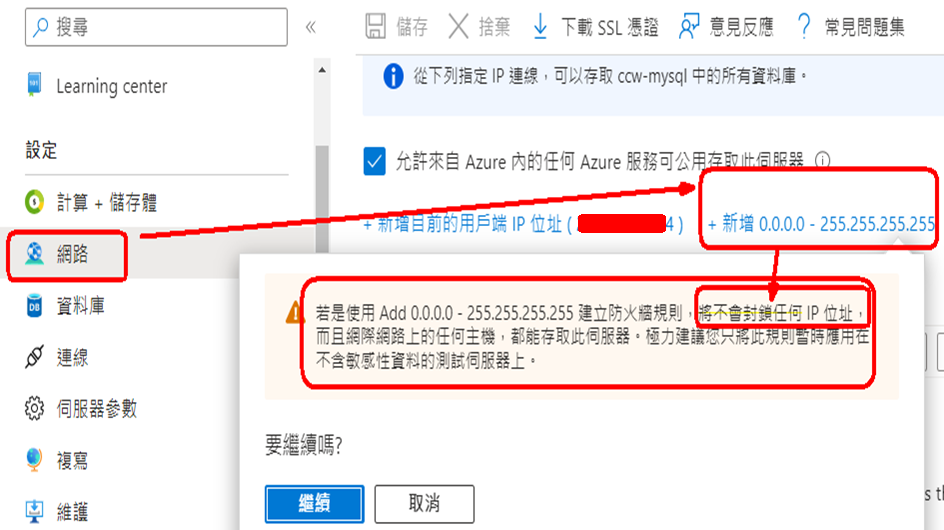 搜尋
«
儲存
捨棄
下載 SSL 憑證
意見反應
常見問題集
Learning center
設定
計算 + 儲存體
網路
資料庫
連線
伺服器參數
複寫
維護
從下列指定 IP 連線，可以存取 ccw-mysql 中的所有資料庫。
允許來自 Azure 內的任何 Azure 服務可公用存取此伺服器
+ 新增目前的用戶端 IP 位址 ( 4 )
+ 新增 0.0.0.0 - 255.255.255.255
若是使用 Add 0.0.0.0 - 255.255.255.255 建立防火牆規則，將不會封鎖任何 IP 位址，
而且網際網路上的任何主機，都能存取此伺服器。極力建議您只將此規則暫時應用在
不含敏感性資料的測試伺服器上。
要繼續嗎?
繼續
取消